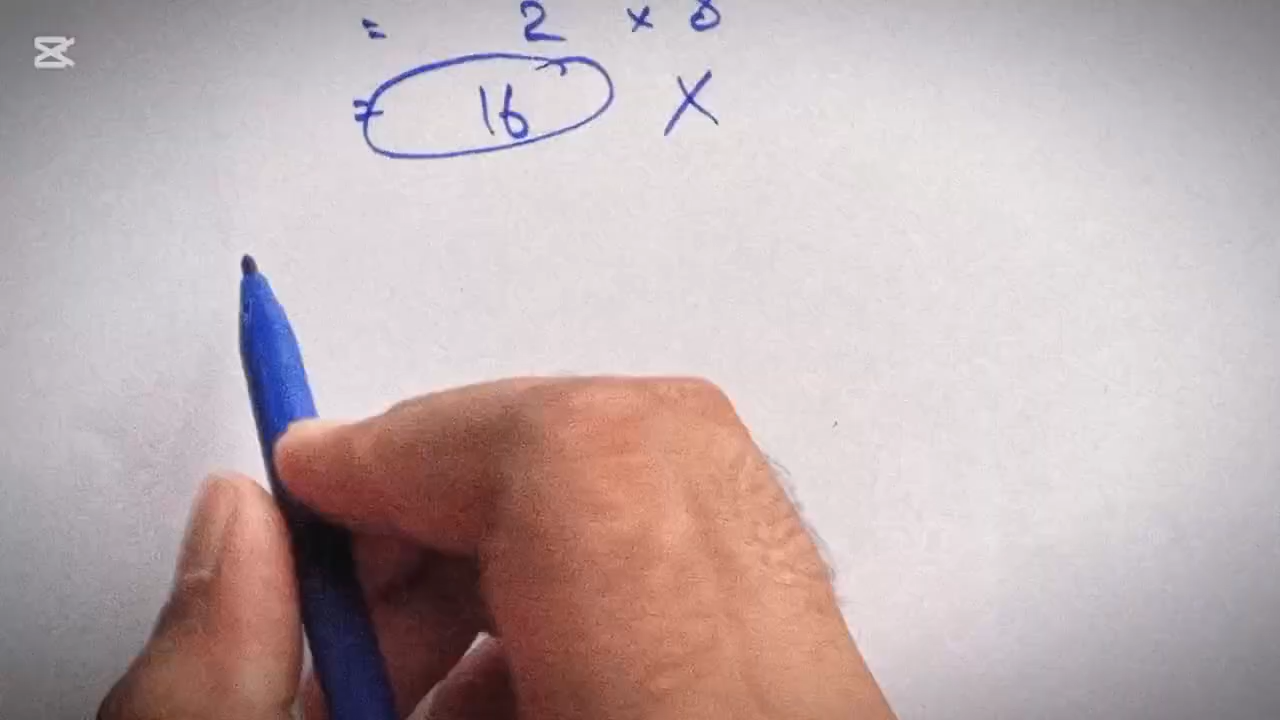 = 2 × 8
= 16 X